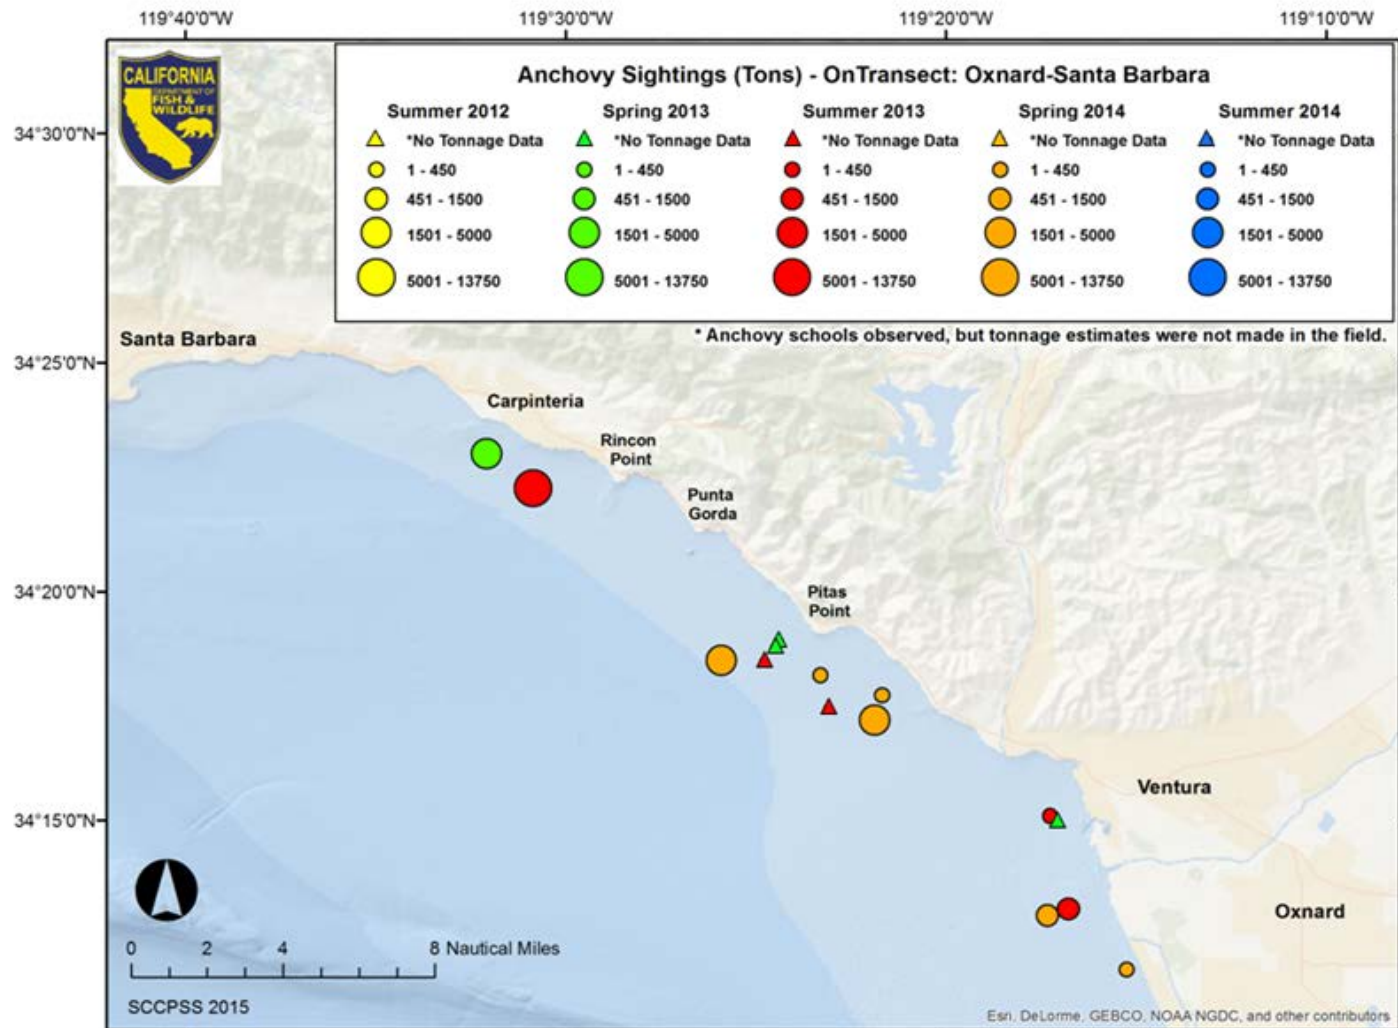 119°40'0"W 119°30'0"W 119°20'0"W 119°10'0"W
CALIFORNIA
DEPARTMENT OF
FISH &
WILDLIFE
Anchovy Sightings (Tons) - OnTransect: Oxnard-Santa Barbara
Summer 2012 Spring 2013 Summer 2013 Spring 2014 Summer 2014
*No Tonnage Data *No Tonnage Data *No Tonnage Data *No Tonnage Data *No Tonnage Data
1 - 450 1 - 450 1 - 450 1 - 450 1 - 450
451 - 1500 451 - 1500 451 - 1500 451 - 1500 451 - 1500
1501 - 5000 1501 - 5000 1501 - 5000 1501 - 5000 1501 - 5000
5001 - 13750 5001 - 13750 5001 - 13750 5001 - 13750 5001 - 13750
* Anchovy schools observed, but tonnage estimates were not made in the field.
34°30'0"N
34°25'0"N
34°20'0"N
34°15'0"N
Santa Barbara
Carpinteria
Rincon
Point
Punta
Gorda
Pitas
Point
Ventura
Oxnard
0 2 4 8 Nautical Miles
SCCPSS 2015
Esri, DeLorme, GEBCO, NOAA NGDC, and other contributors